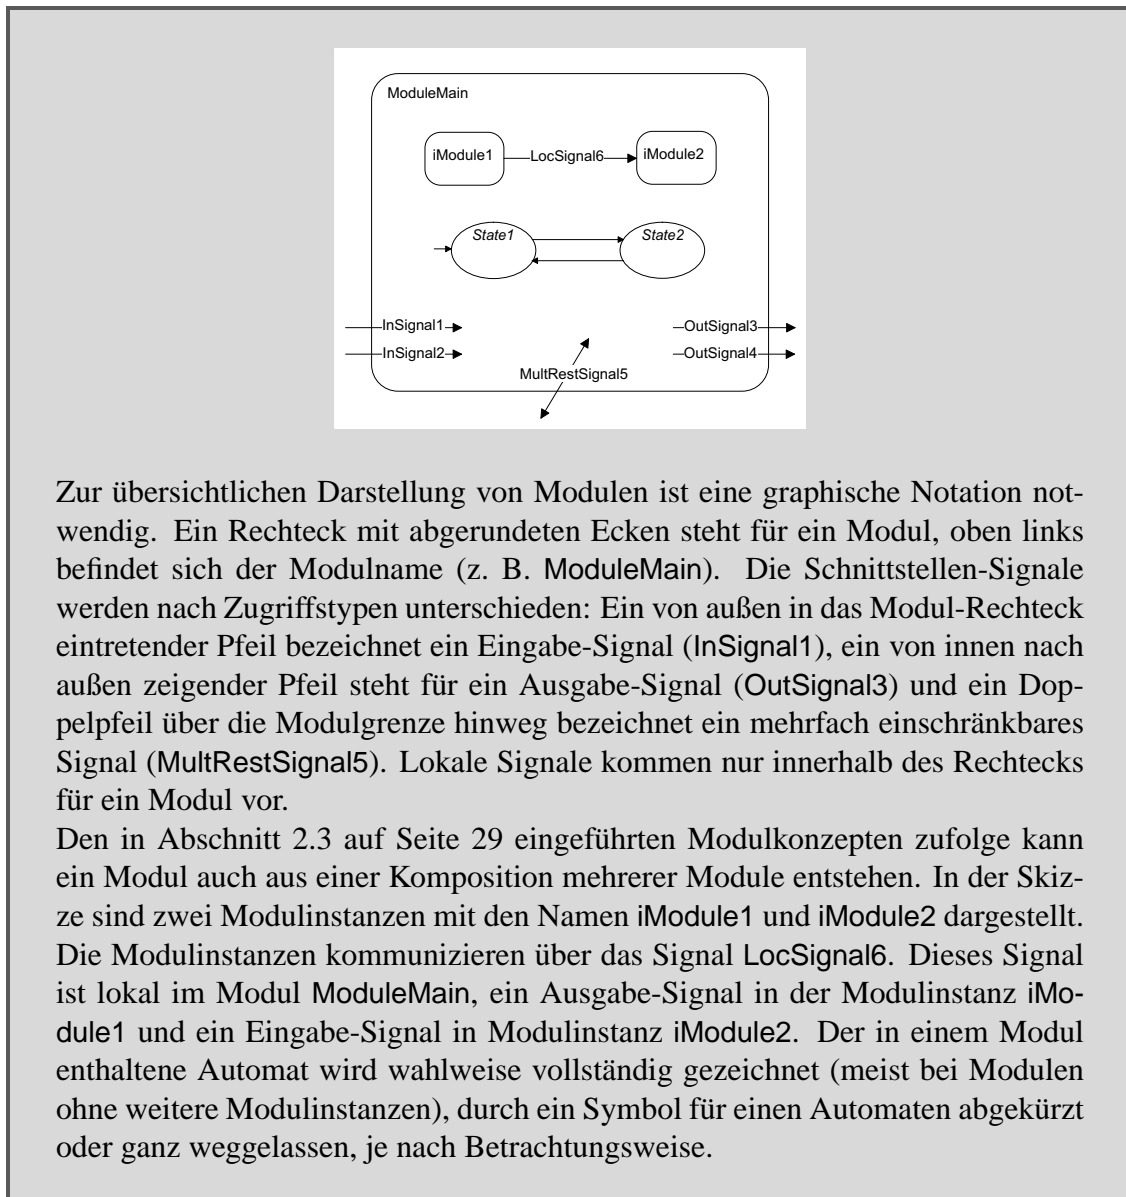 ModuleMain
iModule1
LocSignal6
iModule2
State1
State2
InSignal1
OutSignal3
InSignal2
OutSignal4
MultRestSignal5
Zur übersichtlichen Darstellung von Modulen ist eine graphische Notation not-
wendig. Ein Rechteck mit abgerundeten Ecken steht für ein Modul, oben links
befindet sich der Modulname (z. B. ModuleMain). Die Schnittstellen-Signale
werden nach Zugriffstypen unterschieden: Ein von außen in das Modul-Rechteck
eintretender Pfeil bezeichnet ein Eingabe-Signal (InSignal1), ein von innen nach
außen zeigender Pfeil steht für ein Ausgabe-Signal (OutSignal3) und ein Dop-
pelpfeil über die Modulgrenze hinweg bezeichnet ein mehrfach einschränkbares
Signal (MultRestSignal5). Lokale Signale kommen nur innerhalb des Rechtecks
für ein Modul vor.
Den in Abschnitt 2.3 auf Seite 29 eingeführten Modulkonzepten zufolge kann
ein Modul auch aus einer Komposition mehrerer Module entstehen. In der Skiz-
ze sind zwei Modulinstanzen mit den Namen iModule1 und iModule2 dargestellt.
Die Modulinstanzen kommunizieren über das Signal LocSignal6. Dieses Signal
ist lokal im Modul ModuleMain, ein Ausgabe-Signal in der Modulinstanz iMo-
dule1 und ein Eingabe-Signal in Modulinstanz iModule2. Der in einem Modul
enthaltene Automat wird wahlweise vollständig gezeichnet (meist bei Modulen
ohne weitere Modulinstanzen), durch ein Symbol für einen Automaten abgekürzt
oder ganz weggelassen, je nach Betrachtungsweise.